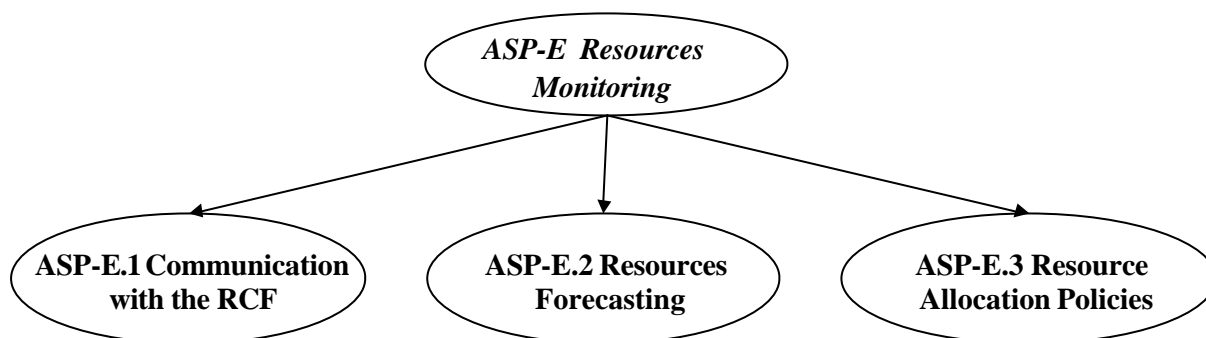 ASP-E Resources
Monitoring
ASP-E.1 Communication
with the RCF
ASP-E.2 Resources
Forecasting
ASP-E.3 Resource
Allocation Policies